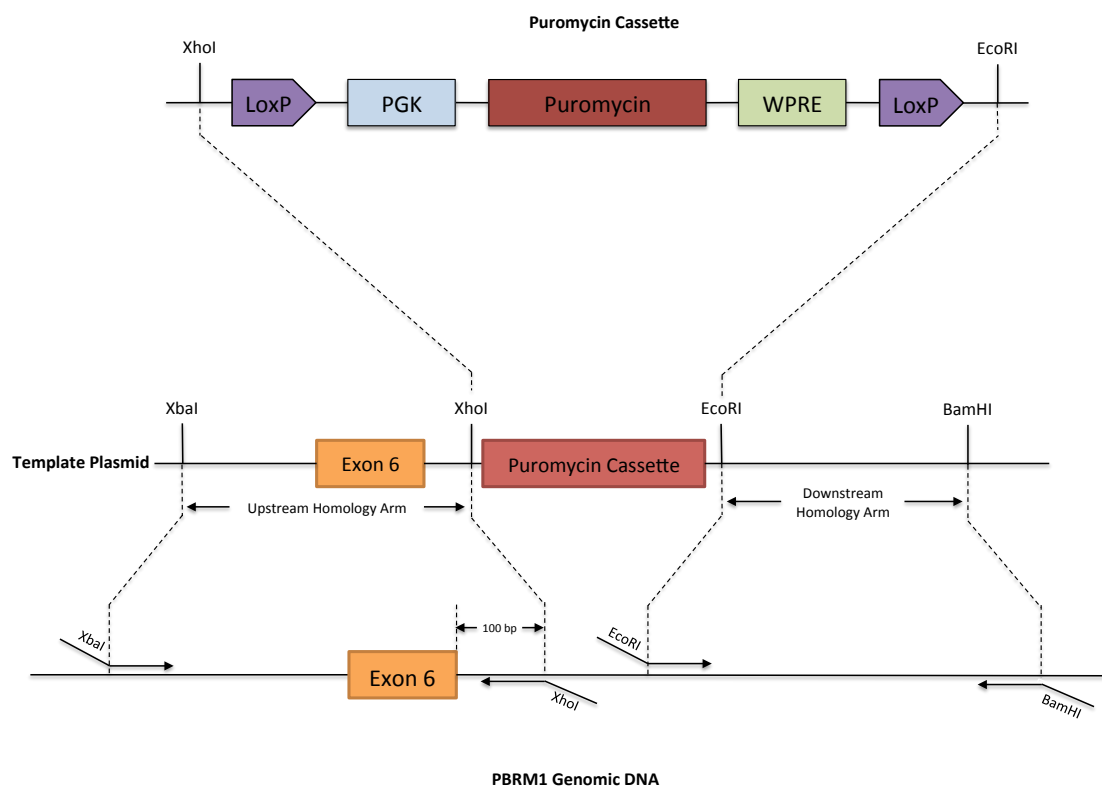 Puromycin Cassette
XhoI
EcoRI
LoxP
PGK
Puromycin
WPRE
LoxP
XbaI
XhoI
EcoRI
BamHI
Template Plasmid
Exon 6
Puromycin Cassette
Upstream Homology Arm
Downstream
Homology Arm
100 bp
XbaI
EcoRI
Exon 6
XhoI
BamHI
PBRM1 Genomic DNA